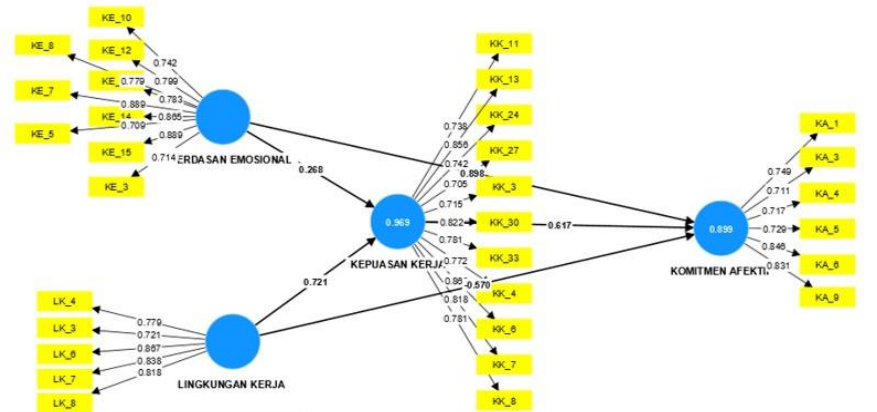 KE_10
KE_8
KE_12
KE_7
KE_14
KE_5
KE_15
KE_3
0.742
0.779
0.799
0.783
0.889
0.865
0.709
0.889
0.714
ERDASAN EMOSIONAL
0.268
0.898
KK_11
KK_13
KK_24
KK_27
KK_3
KK_30
KK_33
KK_4
KK_6
KK_7
KK_8
0.738
0.856
0.742
0.705
0.715
0.822
0.781
0.772
0.818
0.781
0.969
KEPUASAN KERJA
0.617
-0.570
0.721
KA_1
KA_3
KA_4
KA_5
KA_6
KA_9
0.749
0.711
0.717
0.729
0.846
0.831
0.899
KOMITMEN AFEKTI
LK_4
LK_3
LK_6
LK_7
LK_8
0.779
0.721
0.867
0.838
0.818
LINGKUNGAN KERJA